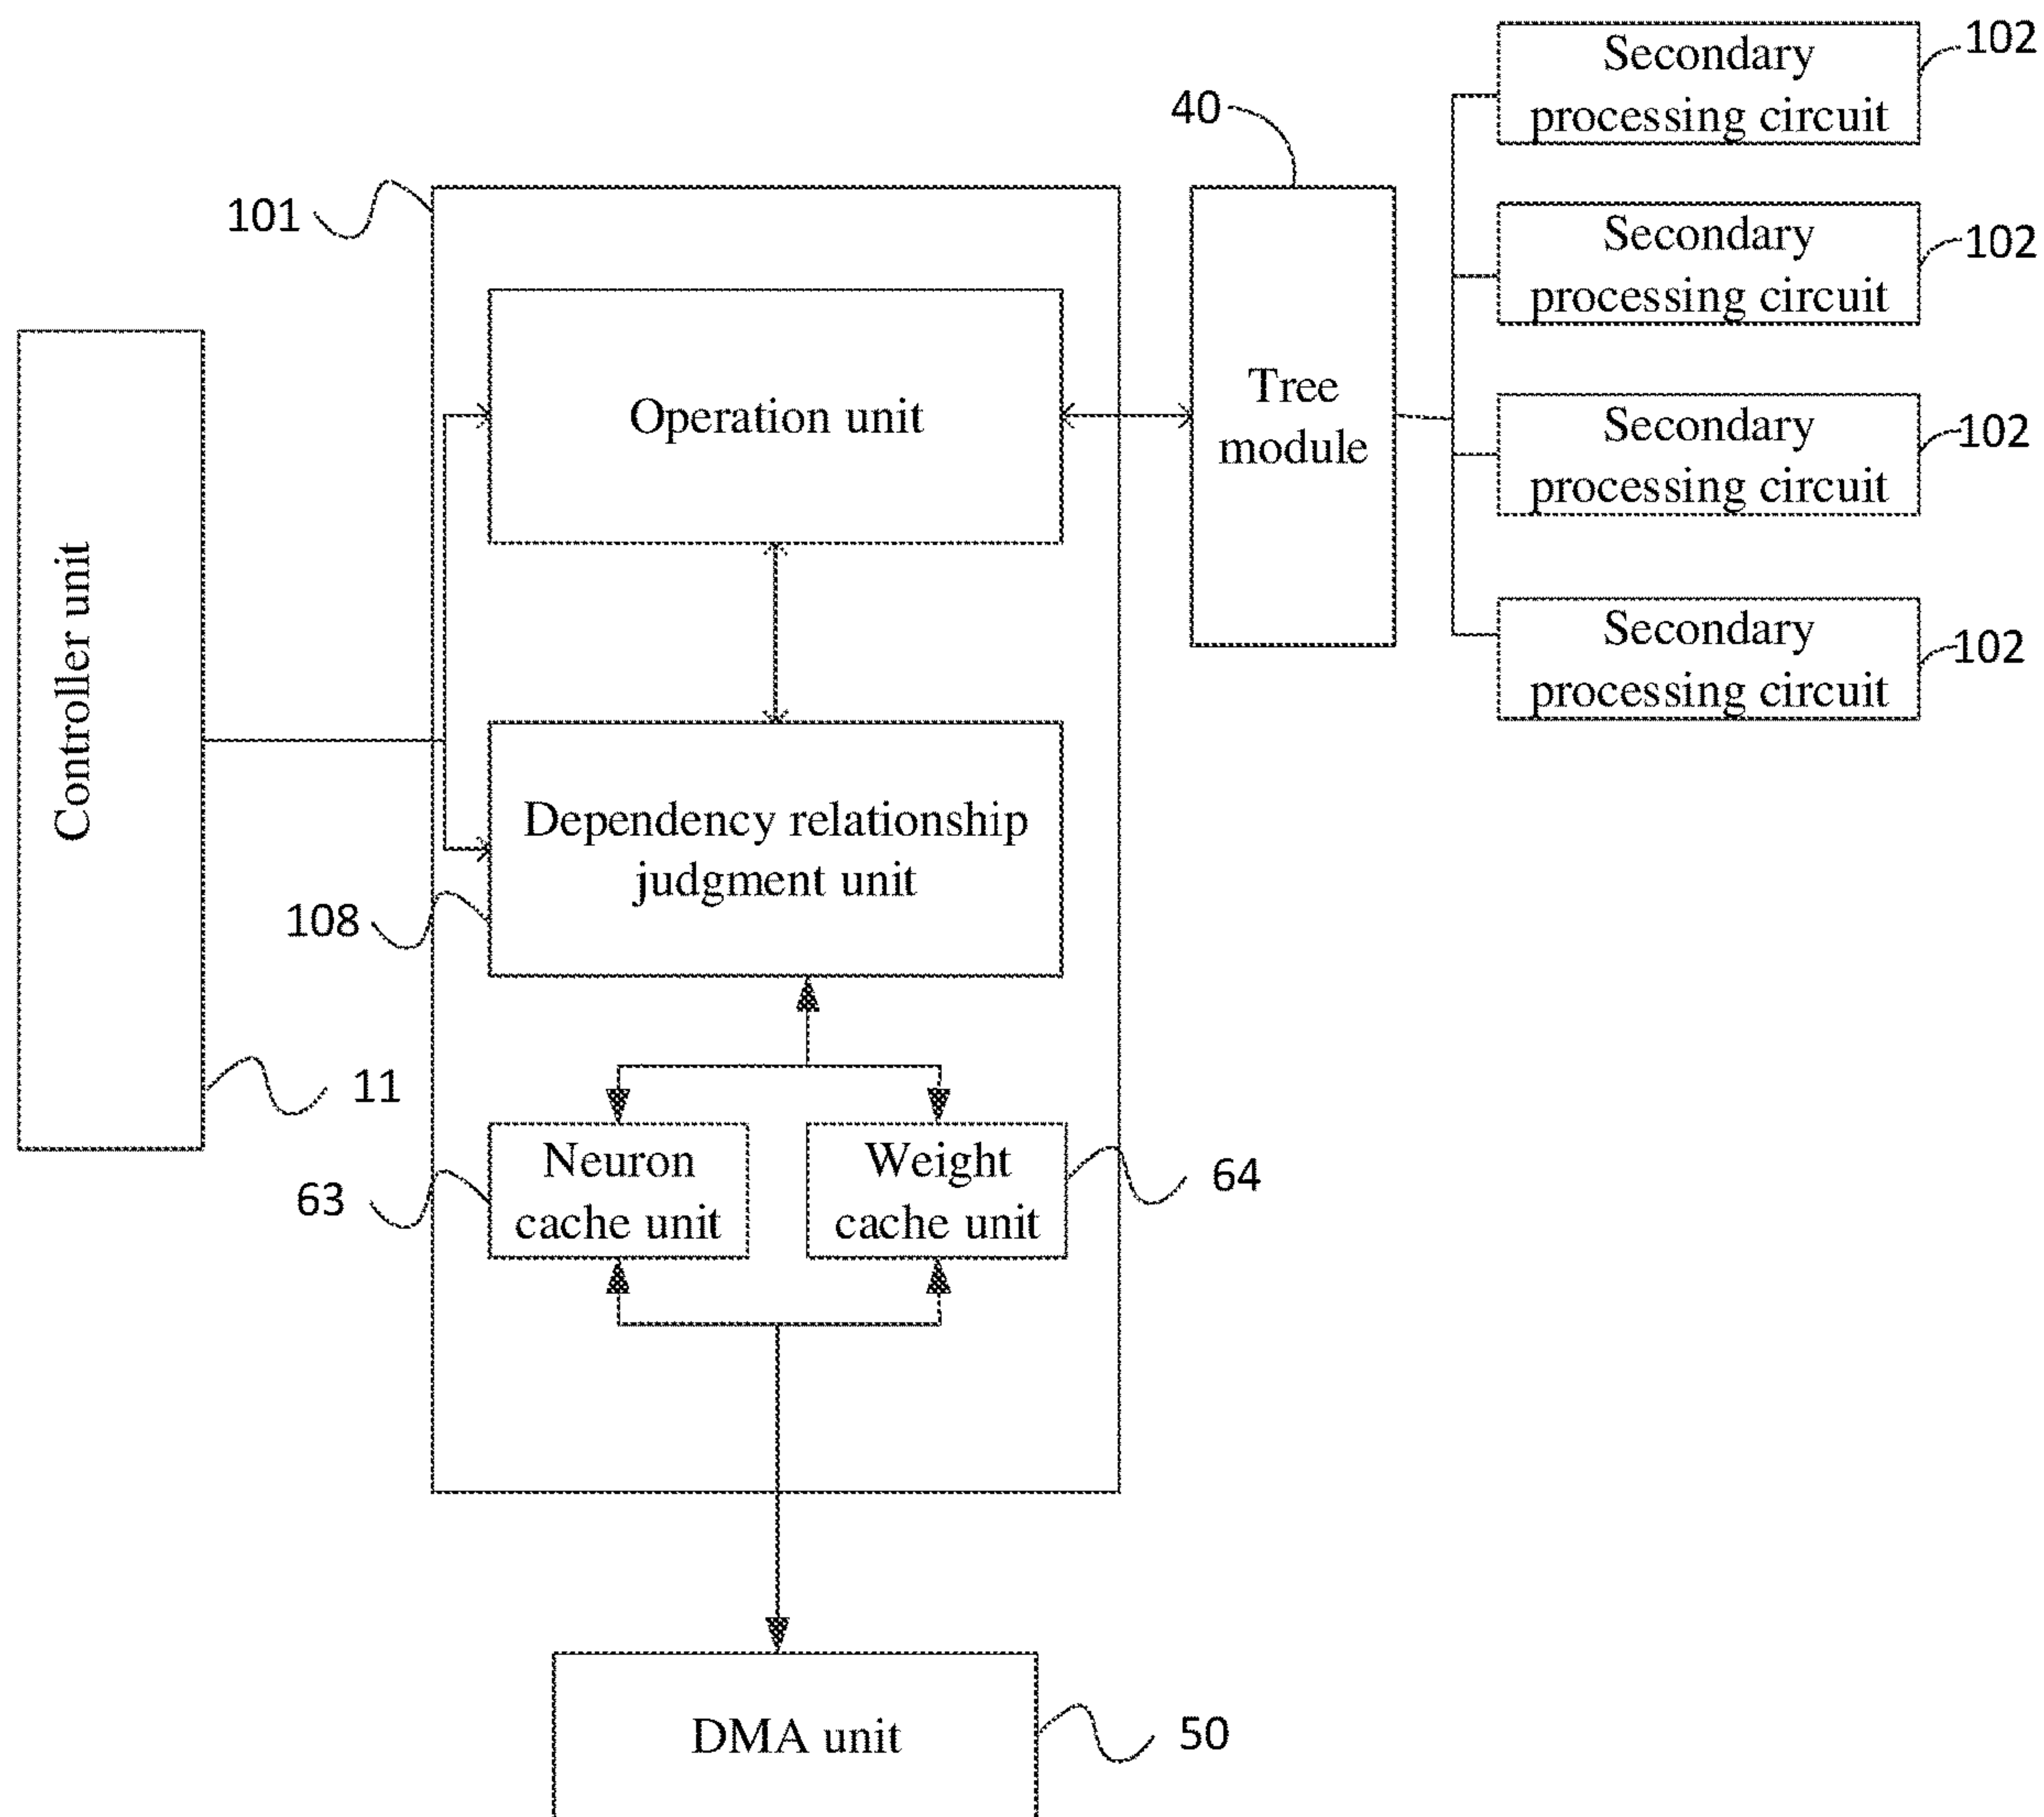 Secondary
processing circuit
102
40
Secondary
processing circuit
102
101
Tree
module
Operation unit
Secondary
processing circuit
102
Controller unit
Secondary
processing circuit
102
Dependency relationship
judgment unit
108
11
Neuron
cache unit
63
Weight
cache unit
64
DMA unit
50